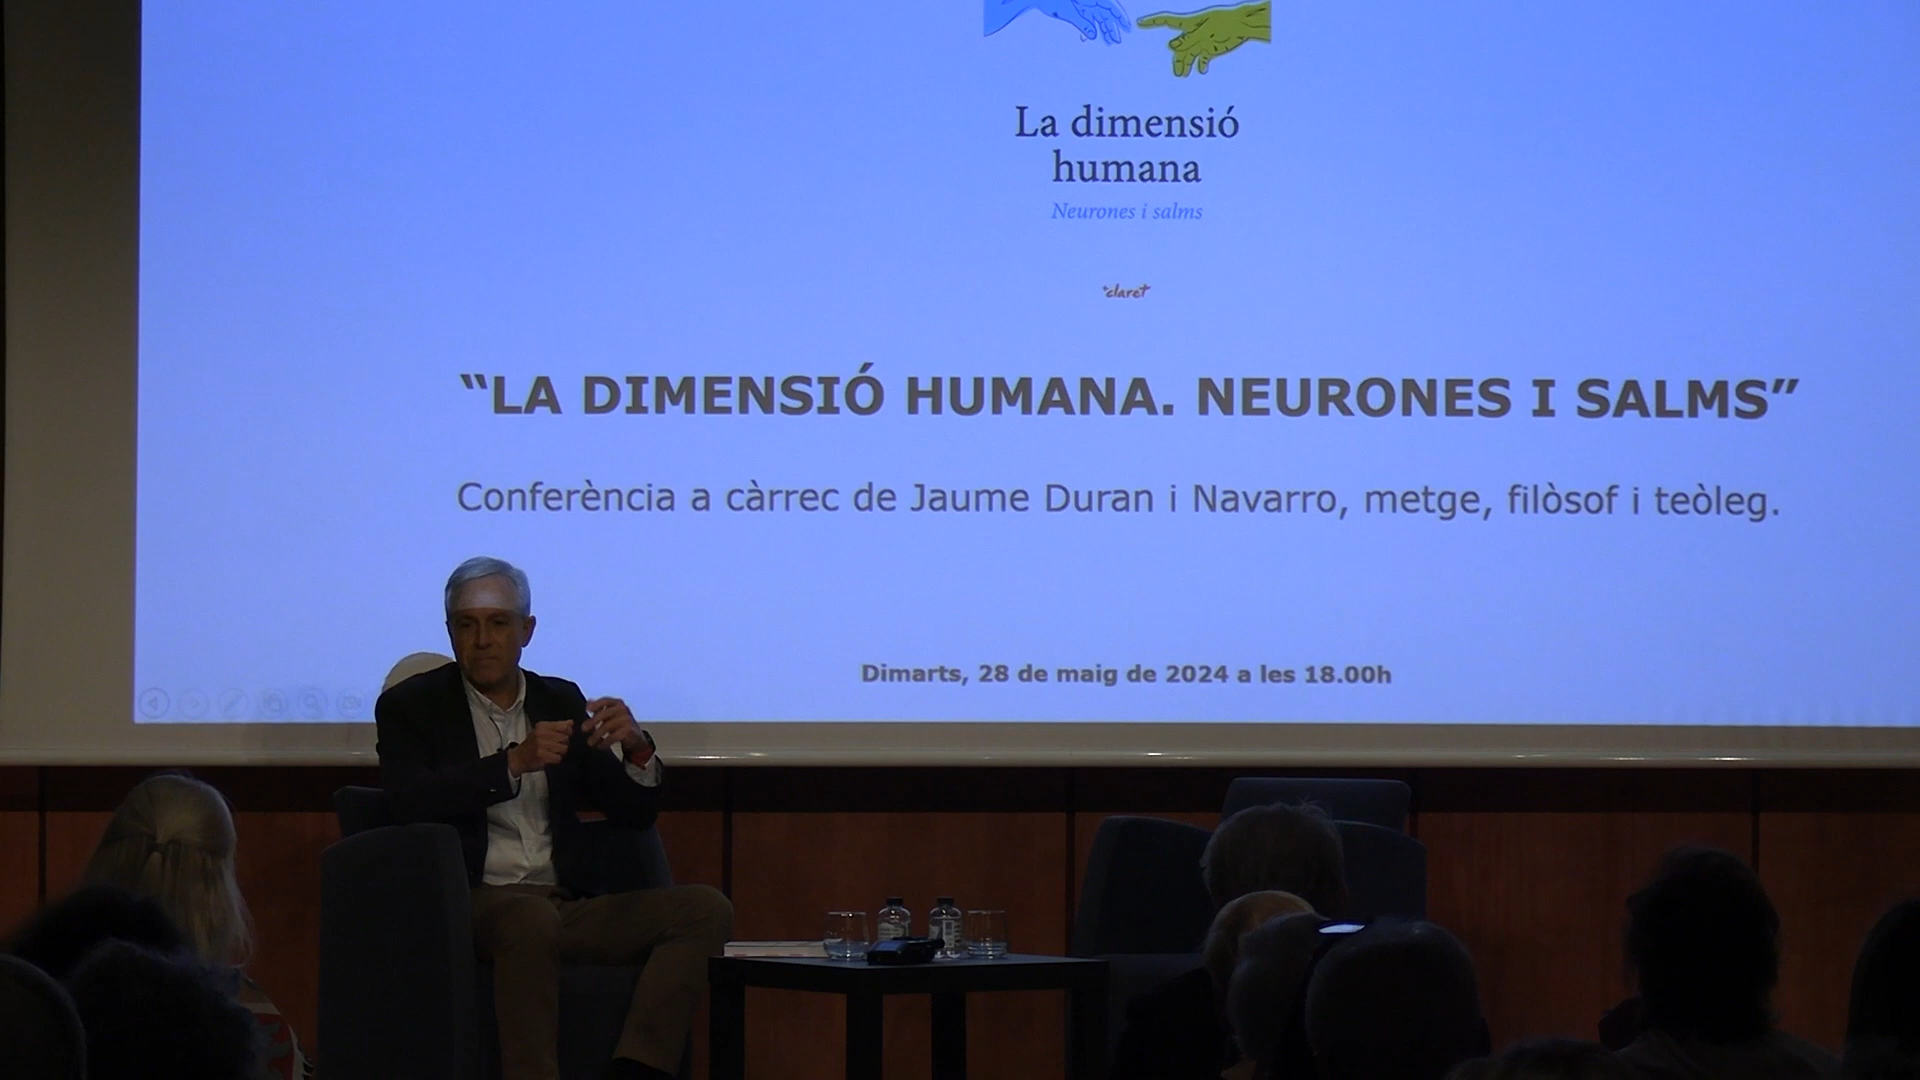 La dimensió
humana
Neurones i salms
claret
“LA DIMENSIÓ HUMANA. NEURONES I SALMS”
Conferència a càrrec de Jaume Duran i Navarro, metge, filòsof i teòleg.
Dimarts, 28 de maig de 2024 a les 18.00h